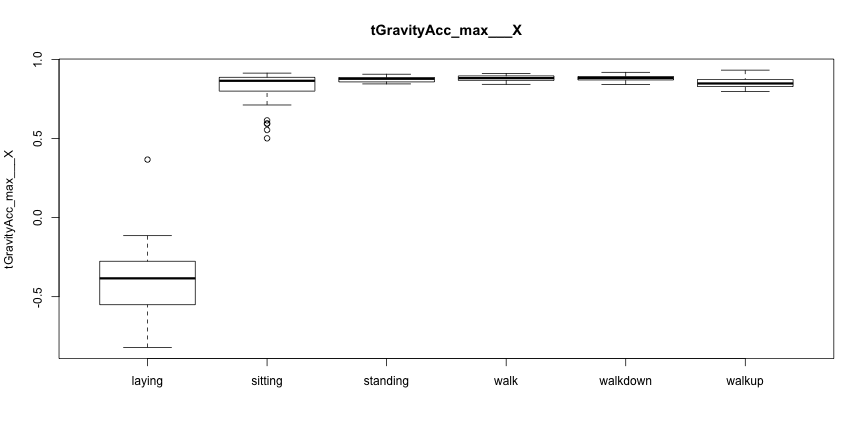 tGravityAcc_max___X
tGravityAcc_max___X
1.0
0.5
0.0
-0.5
laying sitting standing walk walkdown walkup